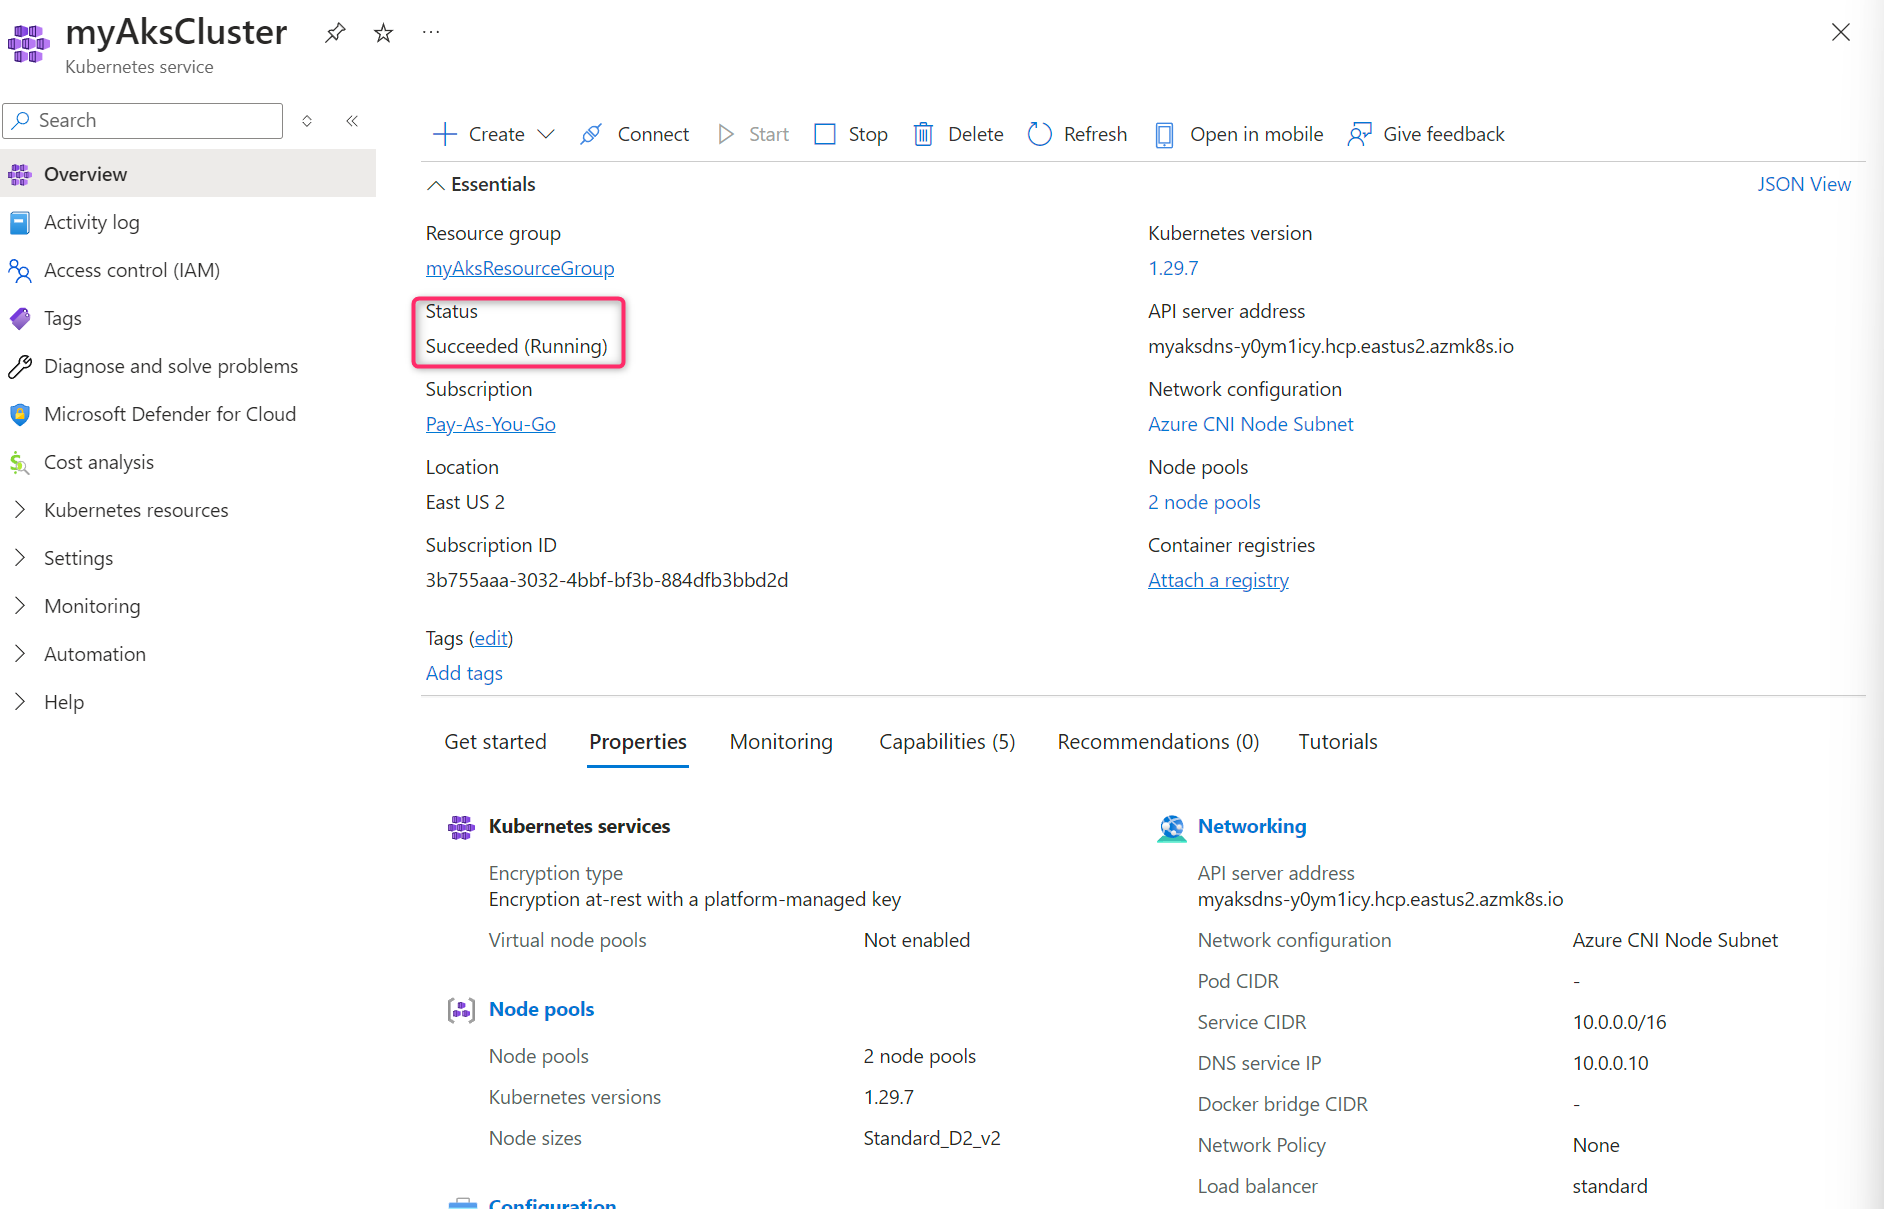 myAksCluster
Kubernetes service
Search
Overview
Activity log
Access control (IAM)
Tags
Diagnose and solve problems
Microsoft Defender for Cloud
Cost analysis
Kubernetes resources
Settings
Monitoring
Automation
Help
Create Connect Start Stop Delete Refresh Open in mobile Give feedback
Essentials
JSON View
Resource group
myAksResourceGroup
Status
Succeeded (Running)
Subscription
Pay-As-You-Go
Location
East US 2
Subscription ID
3b755aaa-3032-4bbf-bf3b-884dfb3bbd2d
Kubernetes version
1.29.7
API server address
myaksdns-y0ym1icy.hcp.eastus2.azmk8s.io
Network configuration
Azure CNI Node Subnet
Node pools
2 node pools
Container registries
Attach a registry
Tags (edit)
Add tags
Get started Properties Monitoring Capabilities (5) Recommendations (0) Tutorials
Kubernetes services
Encryption type
Encryption at-rest with a platform-managed key
Virtual node pools Not enabled
Node pools
Node pools 2 node pools
Kubernetes versions 1.29.7
Node sizes Standard_D2_v2
Configuration
Networking
API server address
myaksdns-y0ym1icy.hcp.eastus2.azmk8s.io
Network configuration Azure CNI Node Subnet
Pod CIDR -
Service CIDR 10.0.0.0/16
DNS service IP 10.0.0.10
Docker bridge CIDR -
Network Policy None
Load balancer standard